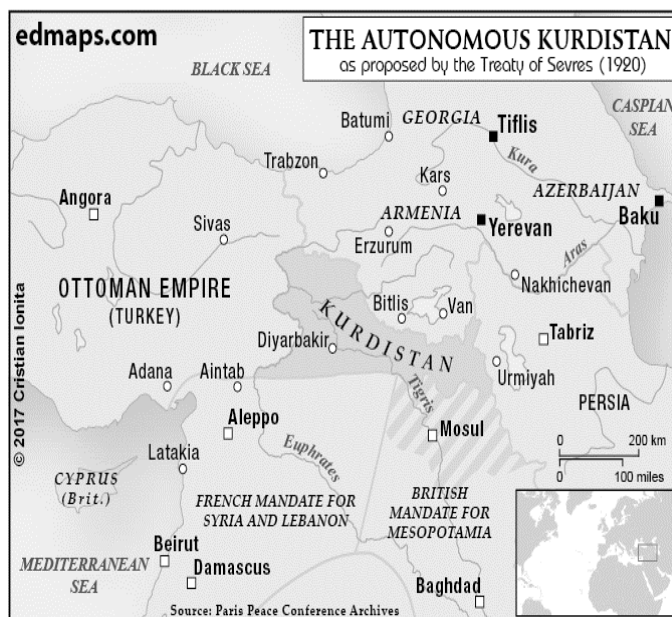 edmaps.com
THE AUTONOMOUS KURDISTAN
as proposed by the Treaty of Sevres (1920)
BLACK SEA
CASPIAN
SEA
Batumi
GEORGIA
Tiflis
Trabzon
Kura
Kars
Angora
AZERBAIJAN
Sivas
ARMENIA
Baku
Yerevan
Erzurum
Aras
OTTOMAN EMPIRE
(TURKEY)
Nakhichevan
Bitlis
Van
KURDISTAN
Diyarbakir
Tabriz
Adana
Aintab
Urmiyah
Tigris
PERSIA
Aleppo
Mosul
© 2017 Cristian Ionita
Latakia
Euphrates
0 200 km
0 100 miles
CYPRUS
(Brit.)
FRENCH MANDATE FOR
SYRIA AND LEBANON
BRITISH
MANDATE FOR
MESOPOTAMIA
Beirut
MEDITERRANEAN
SEA
Damascus
Baghdad
Source: Paris Peace Conference Archives